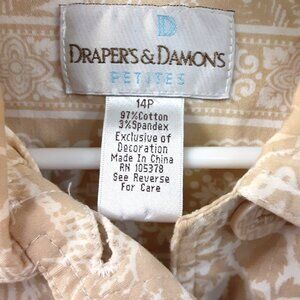 D
DRAPER'S & DAMON'S
PETITES
14P
97%Cotton
3%Spandex
Exclusive of
Decoration
Made In China
RN 105378
See Reverse
For Care